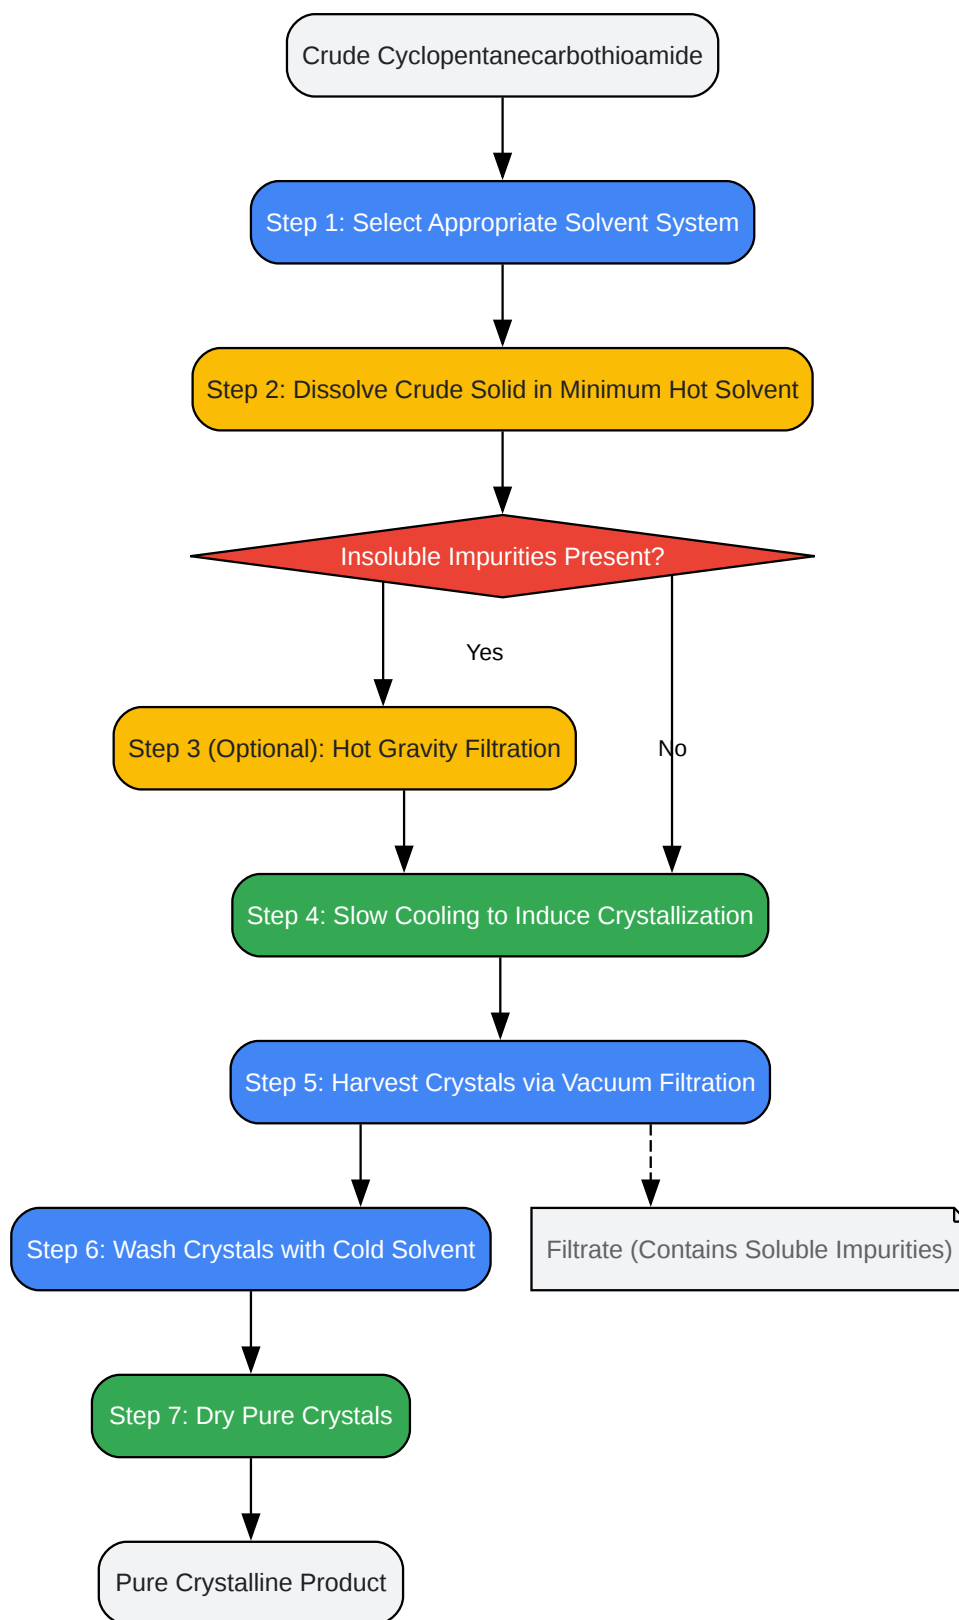 Crude Cyclopentanecarbothioamide
Step 1: Select Appropriate Solvent System
Step 2: Dissolve Crude Solid in Minimum Hot Solvent
Insoluble Impurities Present?
Yes
Step 3 (Optional): Hot Gravity Filtration
No
Step 4: Slow Cooling to Induce Crystallization
Step 5: Harvest Crystals via Vacuum Filtration
Step 6: Wash Crystals with Cold Solvent
Filtrate (Contains Soluble Impurities)
Step 7: Dry Pure Crystals
Pure Crystalline Product